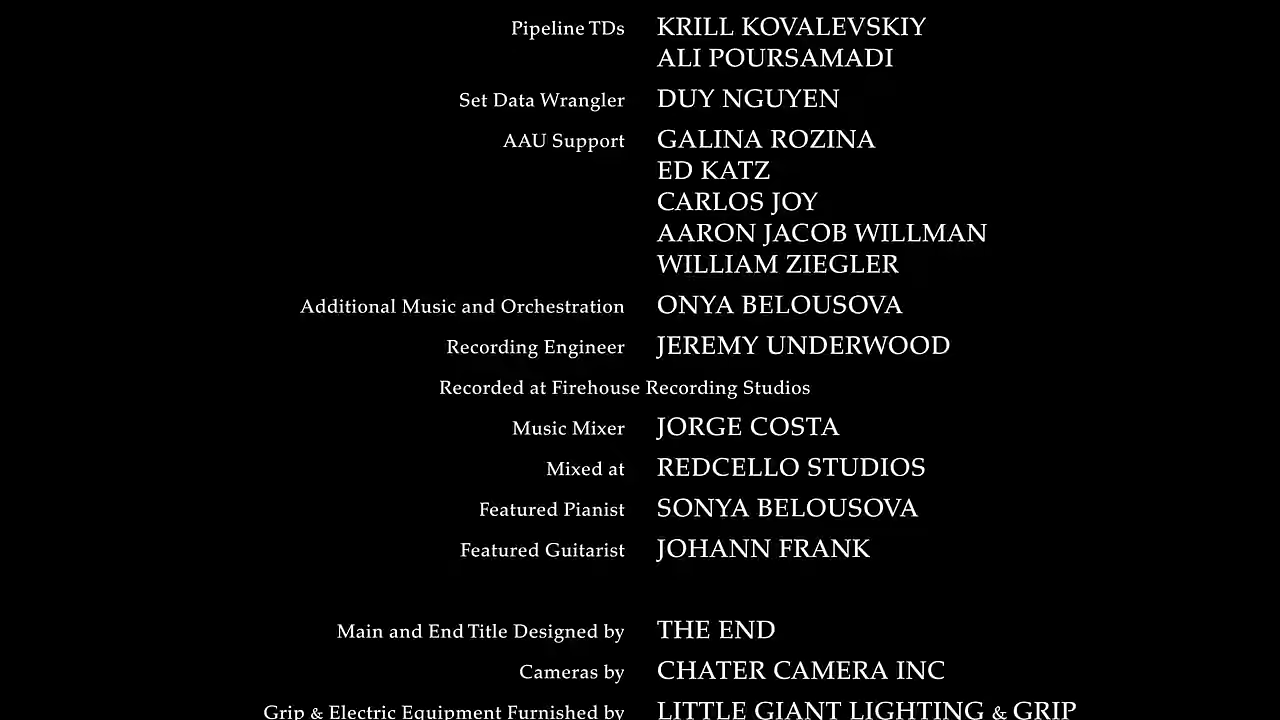 Pipeline TDs KRILL KOVALEVSKIY
ALI POURSAMADI
Set Data Wrangler DUY NGUYEN
AAU Support GALINA ROZINA
ED KATZ
CARLOS JOY
AARON JACOB WILLMAN
WILLIAM ZIEGLER
Additional Music and Orchestration ONYA BELOUSOVA
Recording Engineer JEREMY UNDERWOOD
Recorded at Firehouse Recording Studios
Music Mixer JORGE COSTA
Mixed at REDCELLO STUDIOS
Featured Pianist SONYA BELOUSOVA
Featured Guitarist JOHANN FRANK
Main and End Title Designed by THE END
Cameras by CHATER CAMERA INC
Grip & Electric Equipment Furnished by LITTLE GIANT LIGHTING & GRIP